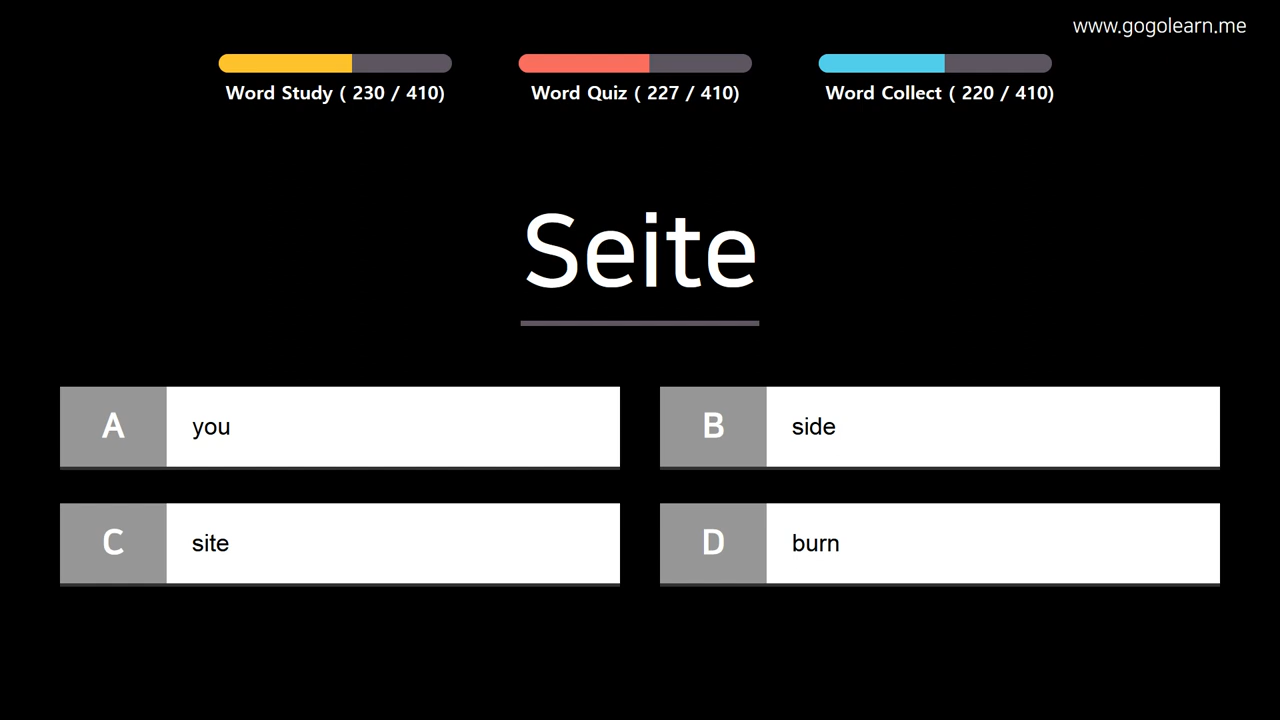 www.gogolearn.me
Word Study ( 230 / 410)
Word Quiz ( 227 / 410)
Word Collect ( 220 / 410)
Seite
A
you
B
side
C
site
D
burn